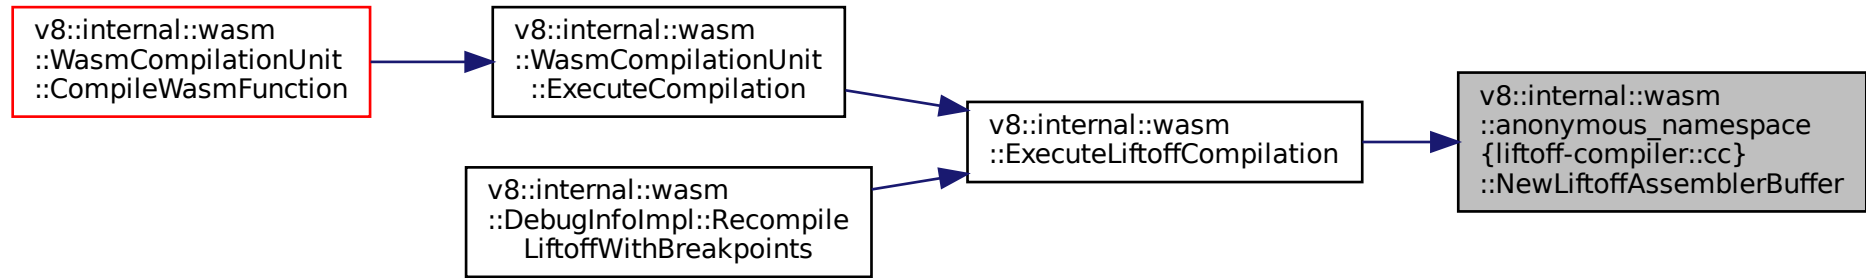 v8::internal::wasm
::WasmCompilationUnit
::CompileWasmFunction
v8::internal::wasm
::WasmCompilationUnit
::ExecuteCompilation
v8::internal::wasm
::DebugInfoImpl::Recompile
LiftoffWithBreakpoints
v8::internal::wasm
::ExecuteLiftoffCompilation
v8::internal::wasm
::anonymous_namespace
{liftoff-compiler::cc}
::NewLiftoffAssemblerBuffer